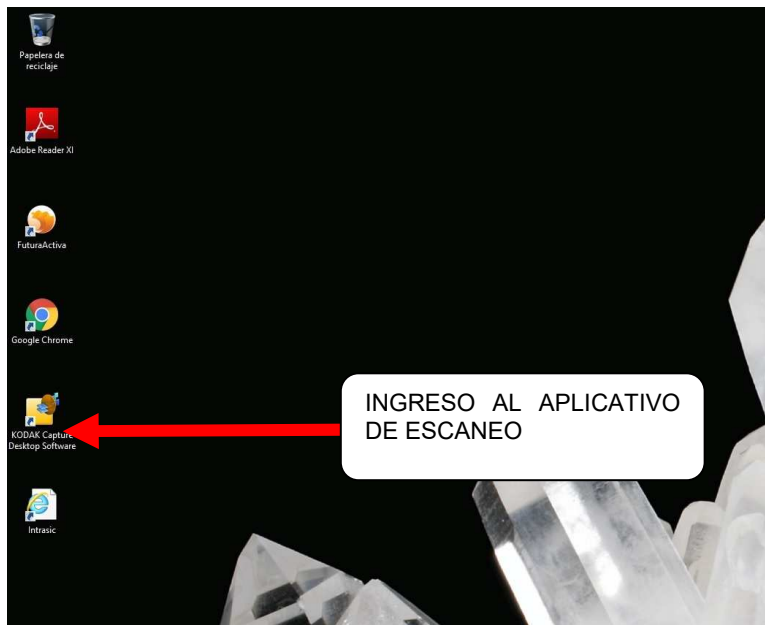 Papelera de
reciclaje
Adobe Reader XI
FuturaActiva
Google Chrome
INGRESO AL APLICATIVO
DE ESCANEO
KODAK Capture
Desktop Software
Intrasic